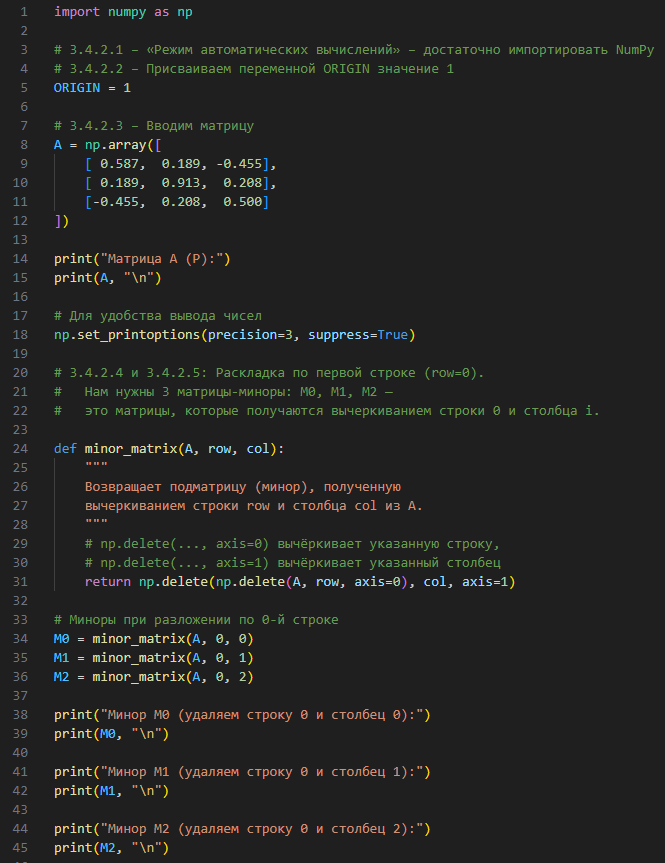 1 import numpy as np
2
3 # 3.4.2.1 – «Режим автоматических вычислений» – достаточно импортировать NumPy
4 # 3.4.2.2 – Присваиваем переменной ORIGIN значение 1
5 ORIGIN = 1
6
7 # 3.4.2.3 – Вводим матрицу
8 A = np.array([
9     [ 0.587,  0.189, -0.455],
10     [ 0.189,  0.913,  0.208],
11     [-0.455,  0.208,  0.500]
12 ])
13
14 print("Матрица A (P):")
15 print(A, "\n")
16
17 # Для удобства вывода чисел
18 np.set_printoptions(precision=3, suppress=True)
19
20 # 3.4.2.4 и 3.4.2.5: Раскладка по первой строке (row=0).
21 #   Нам нужны 3 матрицы-миноры: M0, M1, M2 —
22 #   это матрицы, которые получаются вычеркиванием строки 0 и столбца i.
23
24 def minor_matrix(A, row, col):
25     """
26     Возвращает подматрицу (минор), полученную
27     вычеркиванием строки row и столбца col из A.
28     """
29     # np.delete(..., axis=0) вычёркивает указанную строку,
30     # np.delete(..., axis=1) вычёркивает указанный столбец
31     return np.delete(np.delete(A, row, axis=0), col, axis=1)
32
33 # Миноры при разложении по 0-й строке
34 M0 = minor_matrix(A, 0, 0)
35 M1 = minor_matrix(A, 0, 1)
36 M2 = minor_matrix(A, 0, 2)
37
38 print("Минор M0 (удаляем строку 0 и столбец 0):")
39 print(M0, "\n")
40
41 print("Минор M1 (удаляем строку 0 и столбец 1):")
42 print(M1, "\n")
43
44 print("Минор M2 (удаляем строку 0 и столбец 2):")
45 print(M2, "\n")